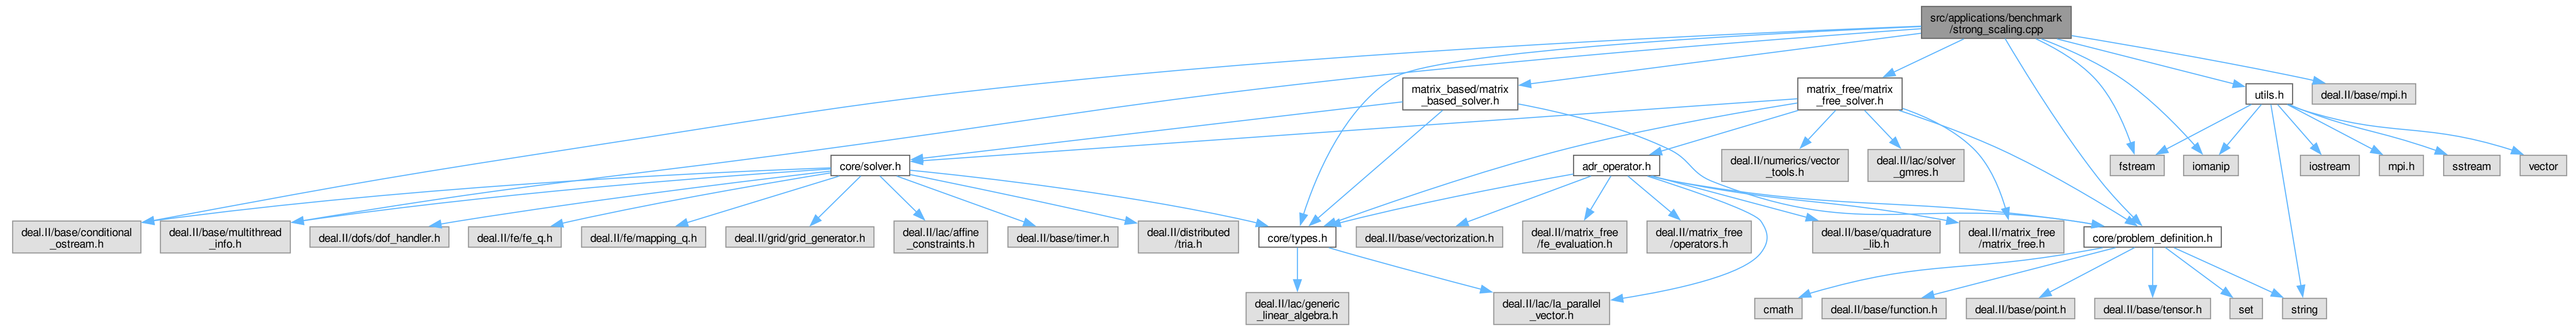 src/applications/benchmark
/strong_scaling.cpp
matrix_based/matrix
_based_solver.h
matrix_free/matrix
_free_solver.h
utils.h
deal.II/base/mpi.h
core/solver.h
adr_operator.h
deal.II/numerics/vector
_tools.h
deal.II/lac/solver
_gmres.h
fstream
iomanip
iostream
mpi.h
sstream
vector
deal.II/base/conditional
_ostream.h
deal.II/base/multithread
_info.h
deal.II/dofs/dof_handler.h
deal.II/fe/fe_q.h
deal.II/fe/mapping_q.h
deal.II/grid/grid_generator.h
deal.II/lac/affine
_constraints.h
deal.II/base/timer.h
deal.II/distributed
/tria.h
core/types.h
deal.II/base/vectorization.h
deal.II/matrix_free
/fe_evaluation.h
deal.II/matrix_free
/operators.h
deal.II/base/quadrature
_lib.h
deal.II/matrix_free
/matrix_free.h
core/problem_definition.h
deal.II/lac/generic
_linear_algebra.h
deal.II/lac/la_parallel
_vector.h
cmath
deal.II/base/function.h
deal.II/base/point.h
deal.II/base/tensor.h
set
string